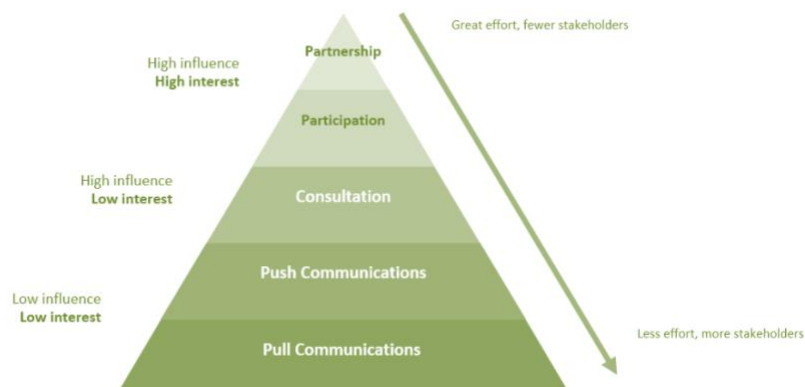 Great effort, fewer stakeholders
Partnership
High influence
High interest
Participation
High influence
Low interest
Consultation
Push Communications
Low influence
Low interest
Less effort, more stakeholders
Pull Communications